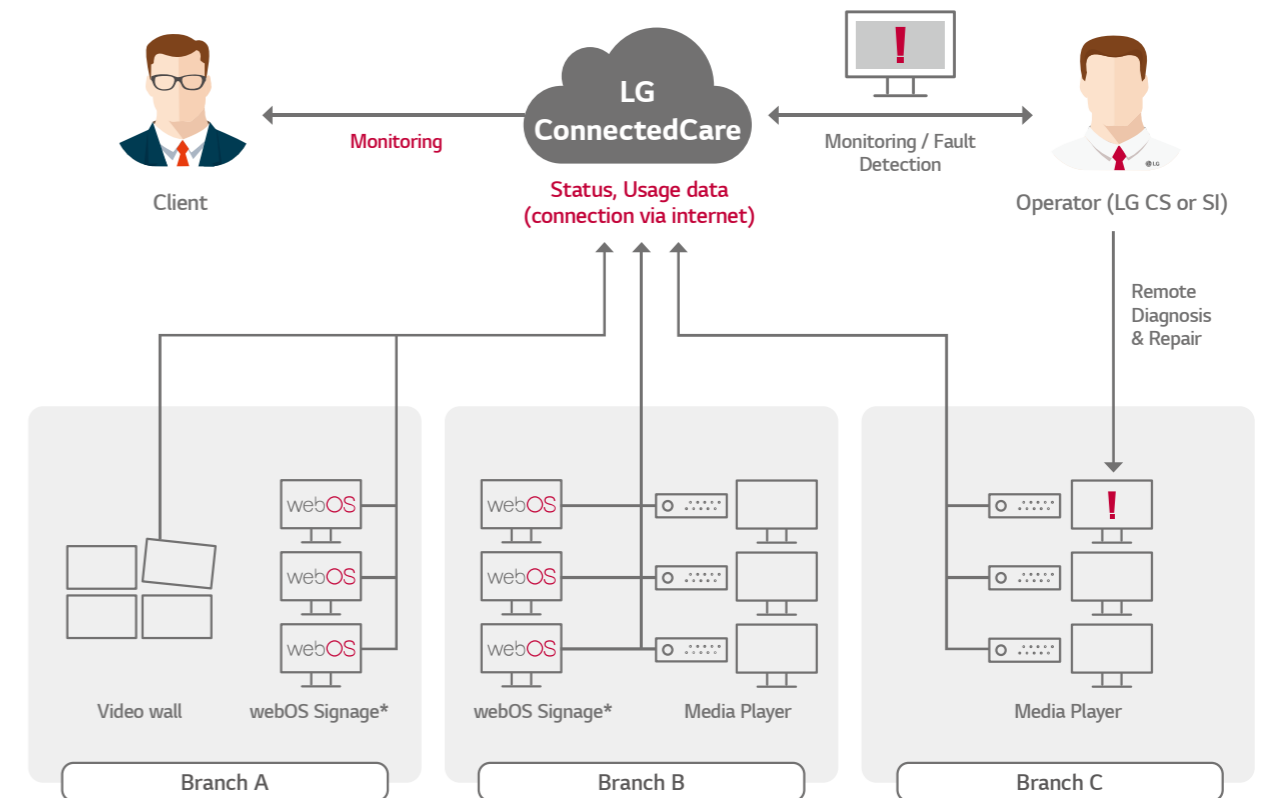 LG
ConnectedCare
!
Monitoring
Monitoring / Fault
Detection
LG
Client
Status, Usage data
(connection via internet)
Operator (LG CS or SI)
Remote
Diagnosis
& Repair
webOS
webOS
webOS
webOS
webOS
webOS
!
Video wall
webOS Signage*
webOS Signage*
Media Player
Media Player
Branch A
Branch B
Branch C